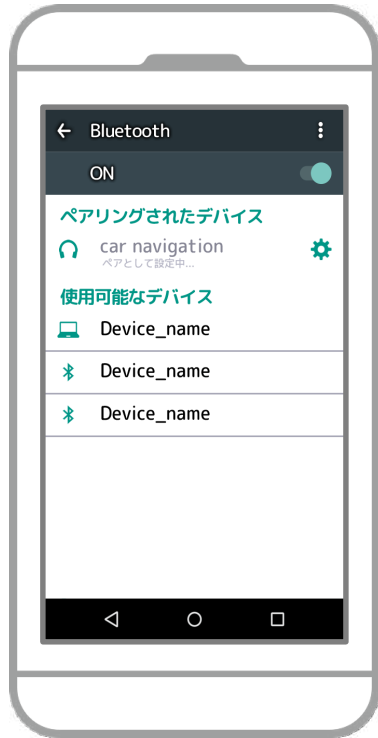 Bluetooth
ON
ペアリングされたデバイス
car navigation
ペアとして設定中...
使用可能なデバイス
Device_name
Device_name
Device_name